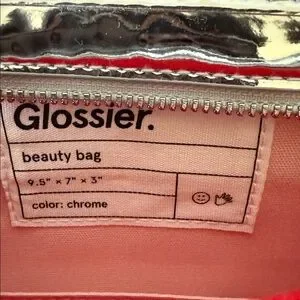 Glossier.
beauty bag
9.5" × 7" × 3"
color: chrome